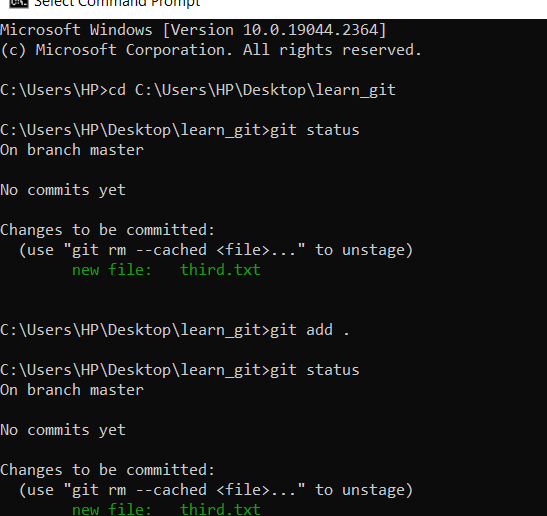 Select Command Prompt
Microsoft Windows [Version 10.0.19044.2364]
(c) Microsoft Corporation. All rights reserved.
C:\Users\HP>cd C:\Users\HP\Desktop\learn_git
C:\Users\HP\Desktop\learn_git>git status
On branch master
No commits yet
Changes to be committed:
  (use "git rm --cached <file>..." to unstage)
        new file:   third.txt
C:\Users\HP\Desktop\learn_git>git add .
C:\Users\HP\Desktop\learn_git>git status
On branch master
No commits yet
Changes to be committed:
  (use "git rm --cached <file>..." to unstage)
        new file:   third.txt